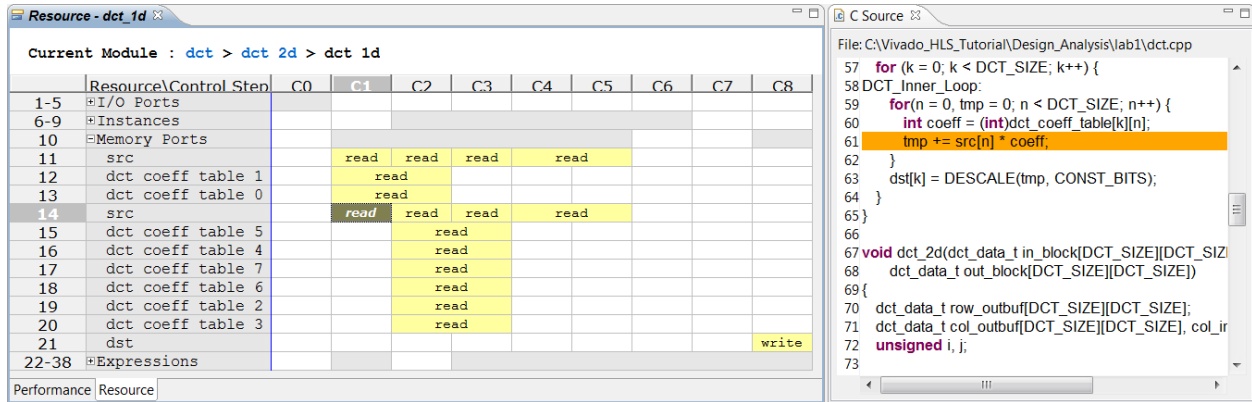 Resource - dct_1d
Current Module : dct > dct 2d > dct 1d
Resource\Control Step C0 C1 C2 C3 C4 C5 C6 C7 C8
1-5 I/O Ports
6-9 Instances
10 Memory Ports
11 src read read read read
12 dct coeff table 1 read
13 dct coeff table 0 read
14 src read read read read
15 dct coeff table 5 read
16 dct coeff table 4 read
17 dct coeff table 7 read
18 dct coeff table 6 read
19 dct coeff table 2 read
20 dct coeff table 3 read
21 dst write
22-38 Expressions
Performance Resource
C Source
File: C:\Vivado_HLS_Tutorial\Design_Analysis\lab1\dct.cpp
57 for (k = 0; k < DCT_SIZE; k++) {
58 DCT_Inner_Loop:
59 for(n = 0, tmp = 0; n < DCT_SIZE; n++) {
60 int coeff = (int)dct_coeff_table[k][n];
61 tmp += src[n] * coeff;
62 }
63 dst[k] = DESCALE(tmp, CONST_BITS);
64 }
65 }
66
67 void dct_2d(dct_data_t in_block[DCT_SIZE][DCT_SIZ
68 dct_data_t out_block[DCT_SIZE][DCT_SIZE])
69 {
70 dct_data_t row_outbuf[DCT_SIZE][DCT_SIZE];
71 dct_data_t col_outbuf[DCT_SIZE][DCT_SIZE], col_ir
72 unsigned i, j;
73